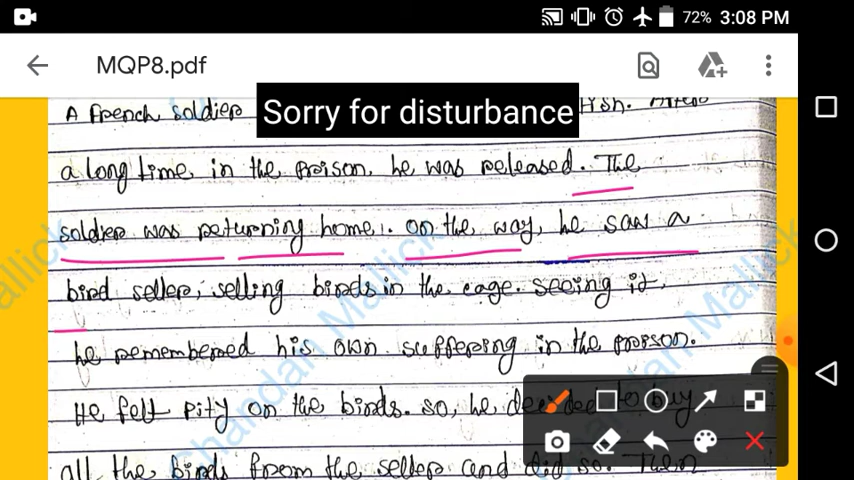 72% 3:08 PM
MQP8.pdf
Sorry for disturbance
A French soldier
a long time in the prison, he was released. The
soldier was returning home. on the way, he saw a
bird seller, selling birds in the cage. seeing it,
he remembered his own suffering in the prison.
He felt pity on the birds. so, he decided to buy
all the birds from the seller and did so. Then
Chandan Mallick